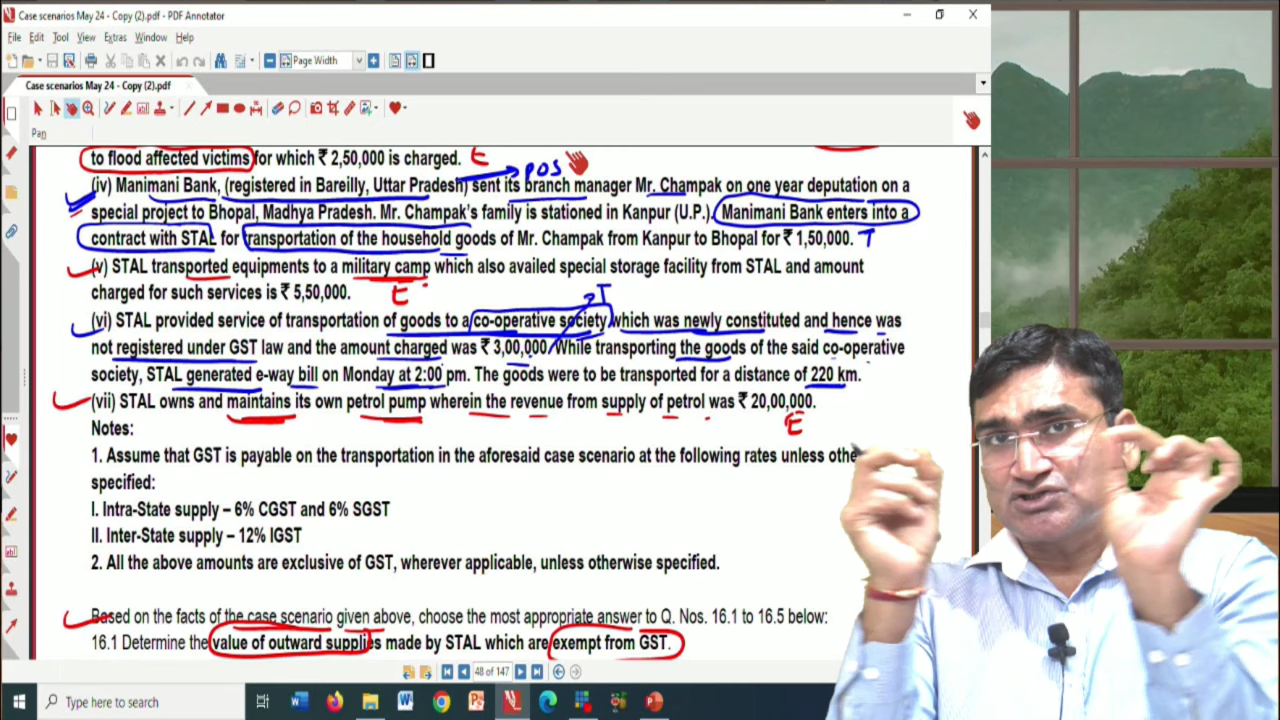 Case scenarios May 24 - Copy (2).pdf - PDF Annotator
File Edit Tool View Extras Window Help
Page Width
Case scenarios May 24 - Copy (2).pdf
Pan
to flood affected victims for which ₹ 2,50,000 is charged. E
POS
(iv) Manimani Bank, (registered in Bareilly, Uttar Pradesh) sent its branch manager Mr. Champak on one year deputation on a
special project to Bhopal, Madhya Pradesh. Mr. Champak's family is stationed in Kanpur (U.P.). Manimani Bank enters into a
contract with STAL for transportation of the household goods of Mr. Champak from Kanpur to Bhopal for ₹ 1,50,000. T
(v) STAL transported equipments to a military camp which also availed special storage facility from STAL and amount
charged for such services is ₹ 5,50,000. E
T
(vi) STAL provided service of transportation of goods to a co-operative society which was newly constituted and hence was
not registered under GST law and the amount charged was ₹ 3,00,000. While transporting the goods of the said co-operative
society, STAL generated e-way bill on Monday at 2:00 pm. The goods were to be transported for a distance of 220 km.
(vii) STAL owns and maintains its own petrol pump wherein the revenue from supply of petrol was ₹ 20,00,000.
E
Notes:
1. Assume that GST is payable on the transportation in the aforesaid case scenario at the following rates unless othe
specified:
I. Intra-State supply – 6% CGST and 6% SGST
II. Inter-State supply – 12% IGST
2. All the above amounts are exclusive of GST, wherever applicable, unless otherwise specified.
Based on the facts of the case scenario given above, choose the most appropriate answer to Q. Nos. 16.1 to 16.5 below:
16.1 Determine the value of outward supplies made by STAL which are exempt from GST.
48 of 147
Type here to search